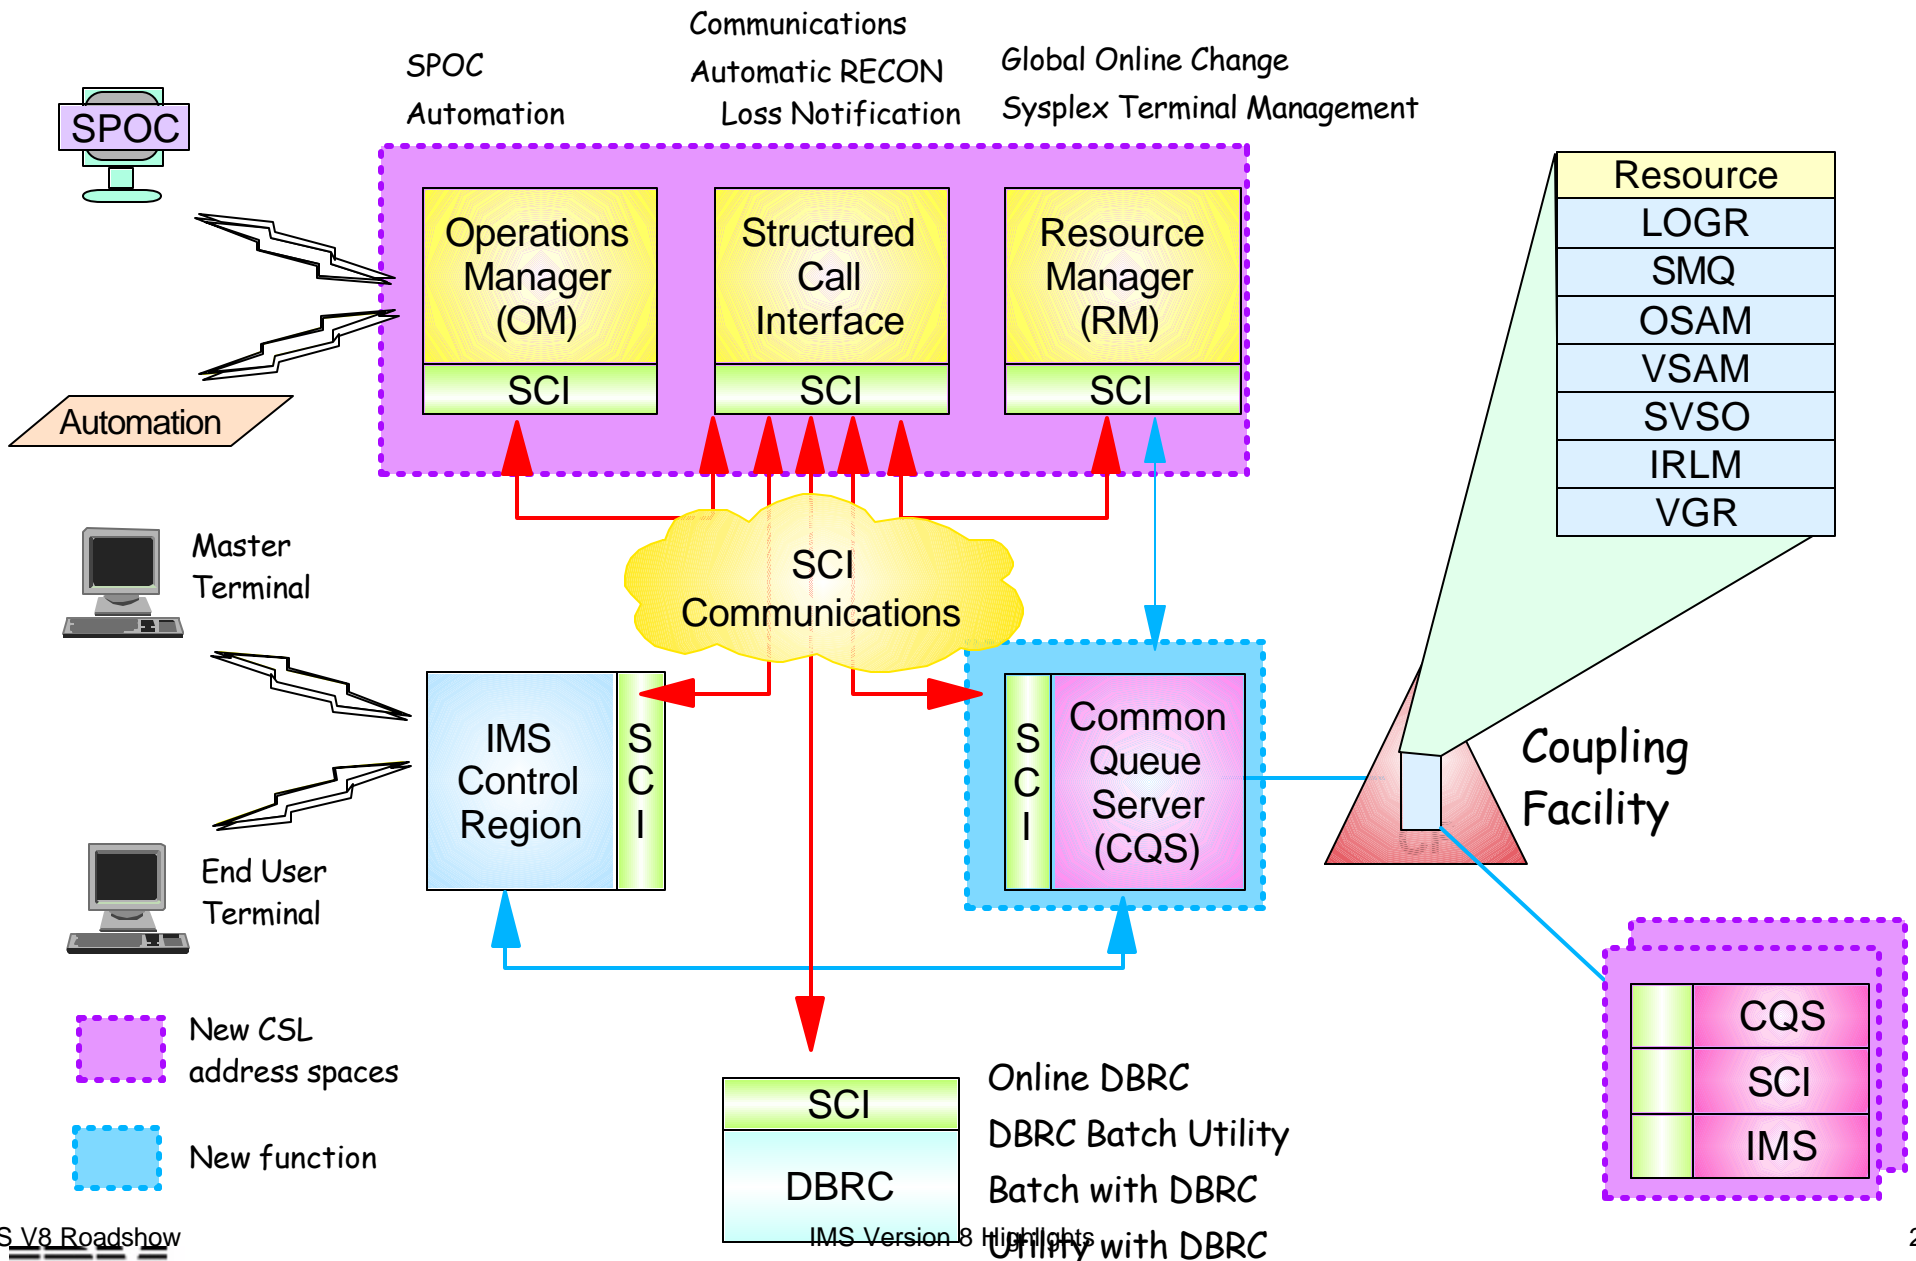 Communications
SPOC
Automatic RECON
Global Online Change
Automation
Loss Notification
Sysplex Terminal Management
SPOC
Automation
Operations
Manager
(OM)
SCI
Structured
Call
Interface
SCI
Resource
Manager
(RM)
SCI
Resource
LOGR
SMQ
OSAM
VSAM
SVSO
IRLM
VGR
Master
Terminal
SCI
Communications
IMS
Control
Region
S
C
I
S
C
I
Common
Queue
Server
(CQS)
Coupling
Facility
End User
Terminal
CQS
SCI
IMS
New CSL
address spaces
New function
SCI
DBRC
Online DBRC
DBRC Batch Utility
Batch with DBRC
Utility with DBRC
S V8 Roadshow
IMS Version 8 Highlights
2